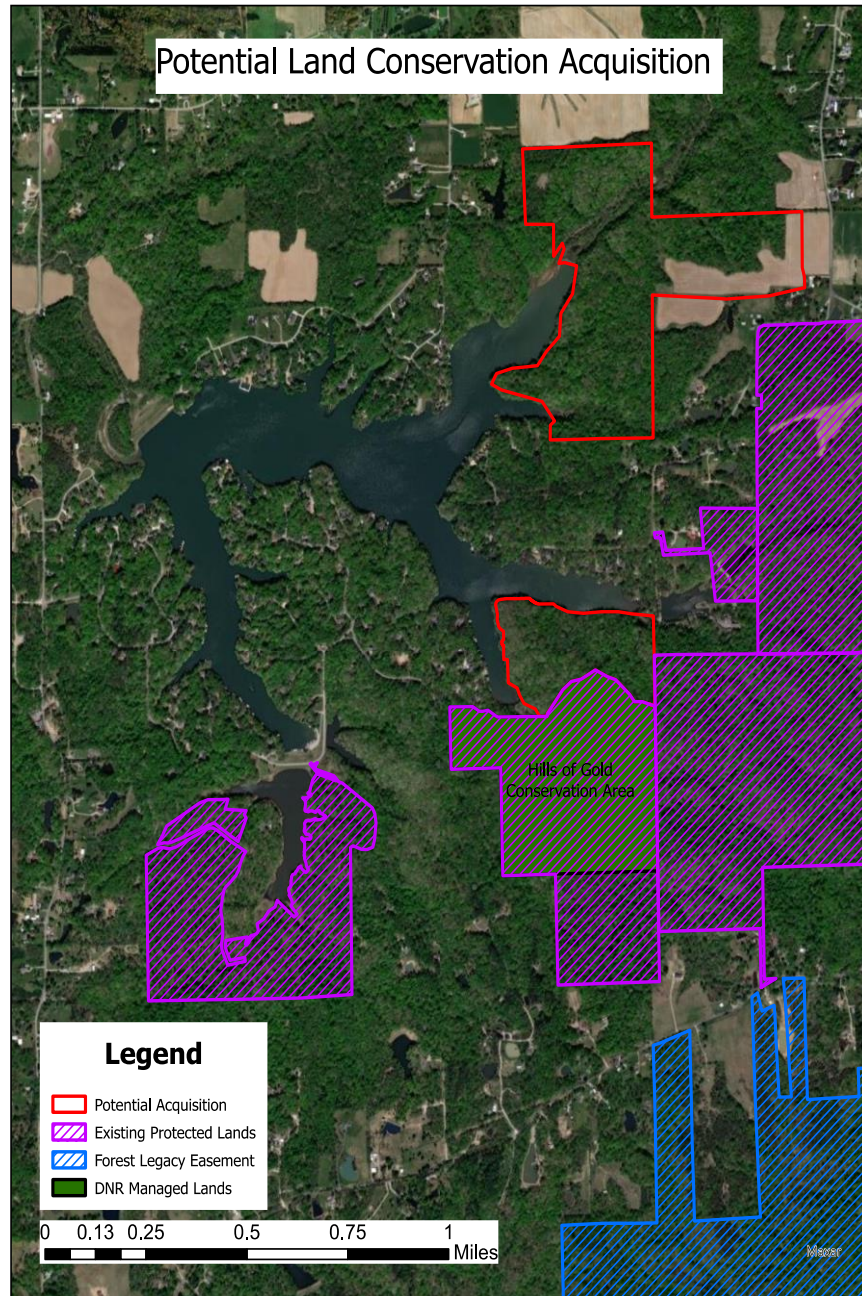 Potential Land Conservation Acquisition
Hills of Gold
Conservation Area
Legend
Potential Acquisition
Existing Protected Lands
Forest Legacy Easement
DNR Managed Lands
0 0.13 0.25 0.5 0.75 1
Miles
Maxar